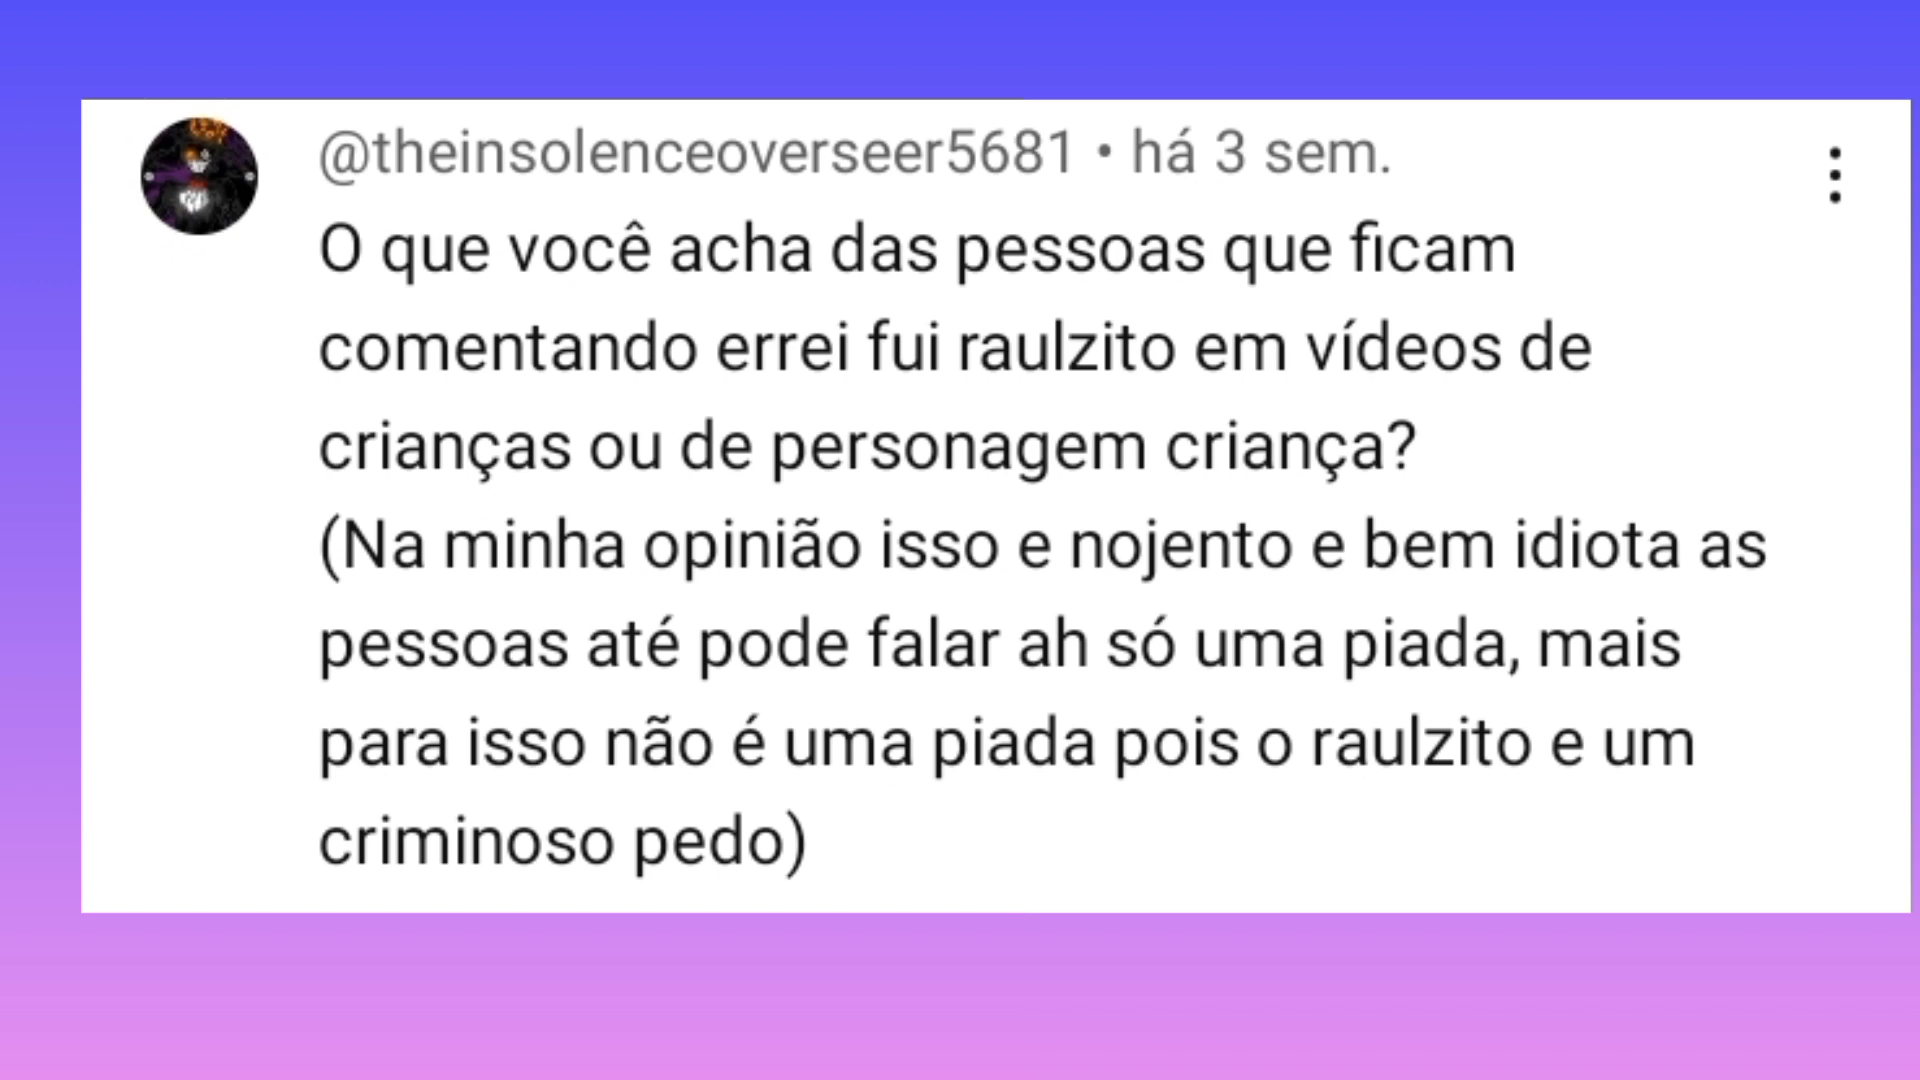 @theinsolenceoverseer5681 • há 3 sem.
O que você acha das pessoas que ficam
comentando errei fui raulzito em vídeos de
crianças ou de personagem criança?
(Na minha opinião isso e nojento e bem idiota as
pessoas até pode falar ah só uma piada, mais
para isso não é uma piada pois o raulzito e um
criminoso pedo)